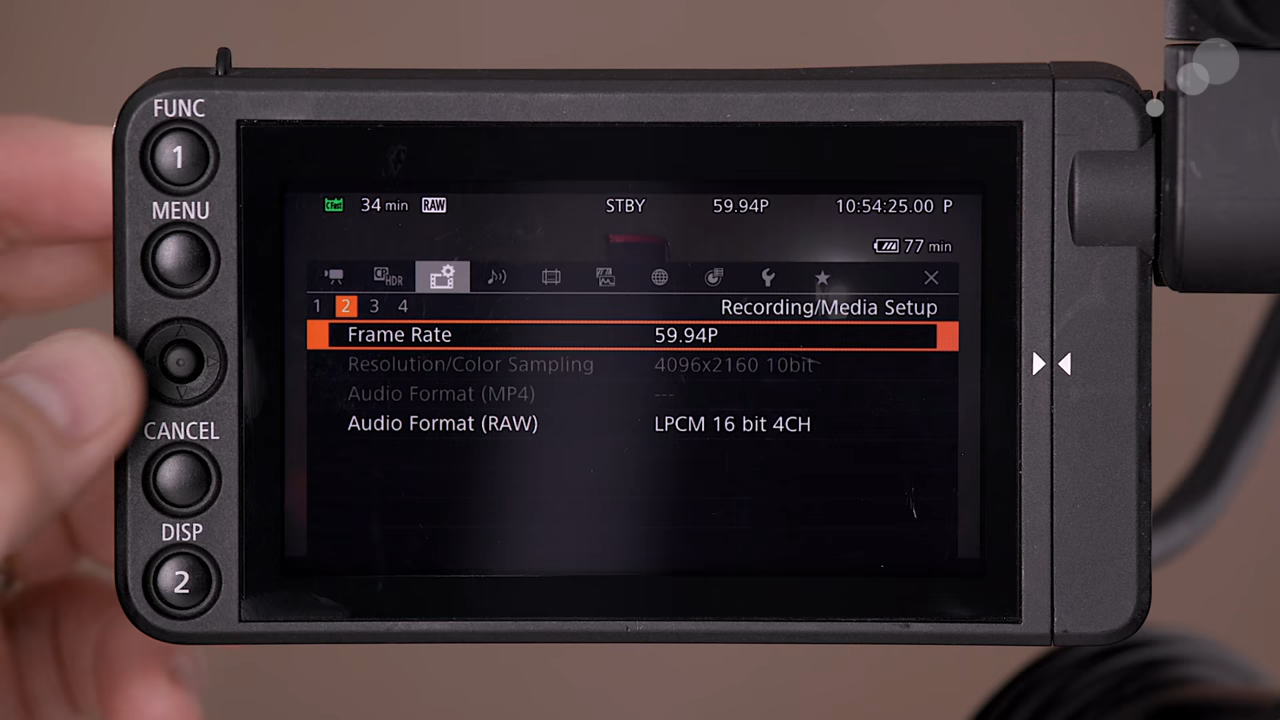 FUNC
1
MENU
CANCEL
DISP
2
CFast 34 min RAW STBY 59.94P 10:54:25.00 P
77 min
CP HDR
1 2 3 4 Recording/Media Setup
Frame Rate 59.94P
Resolution/Color Sampling 4096x2160 10bit
Audio Format (MP4) ---
Audio Format (RAW) LPCM 16 bit 4CH